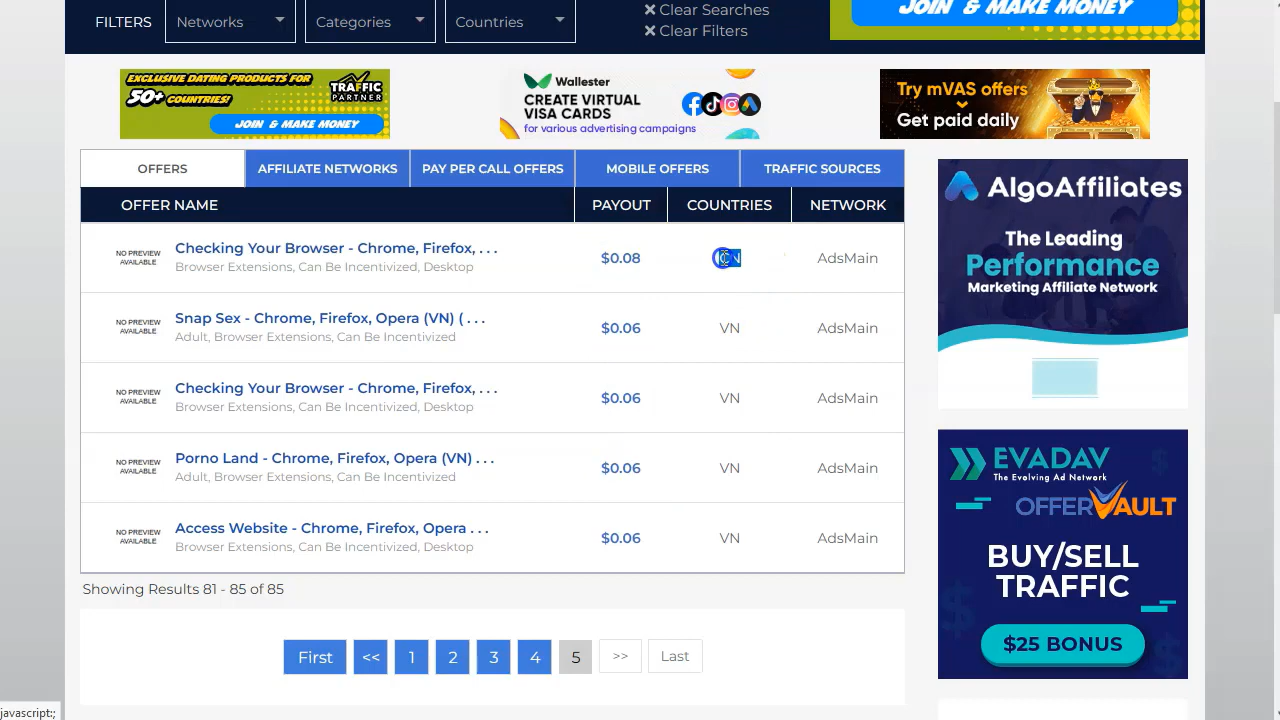 FILTERS Networks Categories Countries
Clear Searches
Clear Filters
JOIN & MAKE MONEY
EXCLUSIVE DATING PRODUCTS FOR
50+ COUNTRIES!
TRAFFIC
PARTNER
JOIN & MAKE MONEY
Wallester
CREATE VIRTUAL
VISA CARDS
for various advertising campaigns
Try mVAS offers
Get paid daily
OFFERS AFFILIATE NETWORKS PAY PER CALL OFFERS MOBILE OFFERS TRAFFIC SOURCES
OFFER NAME PAYOUT COUNTRIES NETWORK
NO PREVIEW
AVAILABLE
Checking Your Browser - Chrome, Firefox, . . .
Browser Extensions, Can Be Incentivized, Desktop
$0.08 CN AdsMain
NO PREVIEW
AVAILABLE
Snap Sex - Chrome, Firefox, Opera (VN) ( . . .
Adult, Browser Extensions, Can Be Incentivized
$0.06 VN AdsMain
NO PREVIEW
AVAILABLE
Checking Your Browser - Chrome, Firefox, . . .
Browser Extensions, Can Be Incentivized, Desktop
$0.06 VN AdsMain
NO PREVIEW
AVAILABLE
Porno Land - Chrome, Firefox, Opera (VN) . . .
Adult, Browser Extensions, Can Be Incentivized
$0.06 VN AdsMain
NO PREVIEW
AVAILABLE
Access Website - Chrome, Firefox, Opera . . .
Browser Extensions, Can Be Incentivized, Desktop
$0.06 VN AdsMain
Showing Results 81 - 85 of 85
First << 1 2 3 4 5 >> Last
AlgoAffiliates
The Leading
Performance
Marketing Affiliate Network
EVADAV
The Evolving Ad Network
OFFERVAULT
BUY/SELL
TRAFFIC
$25 BONUS
javascript:;